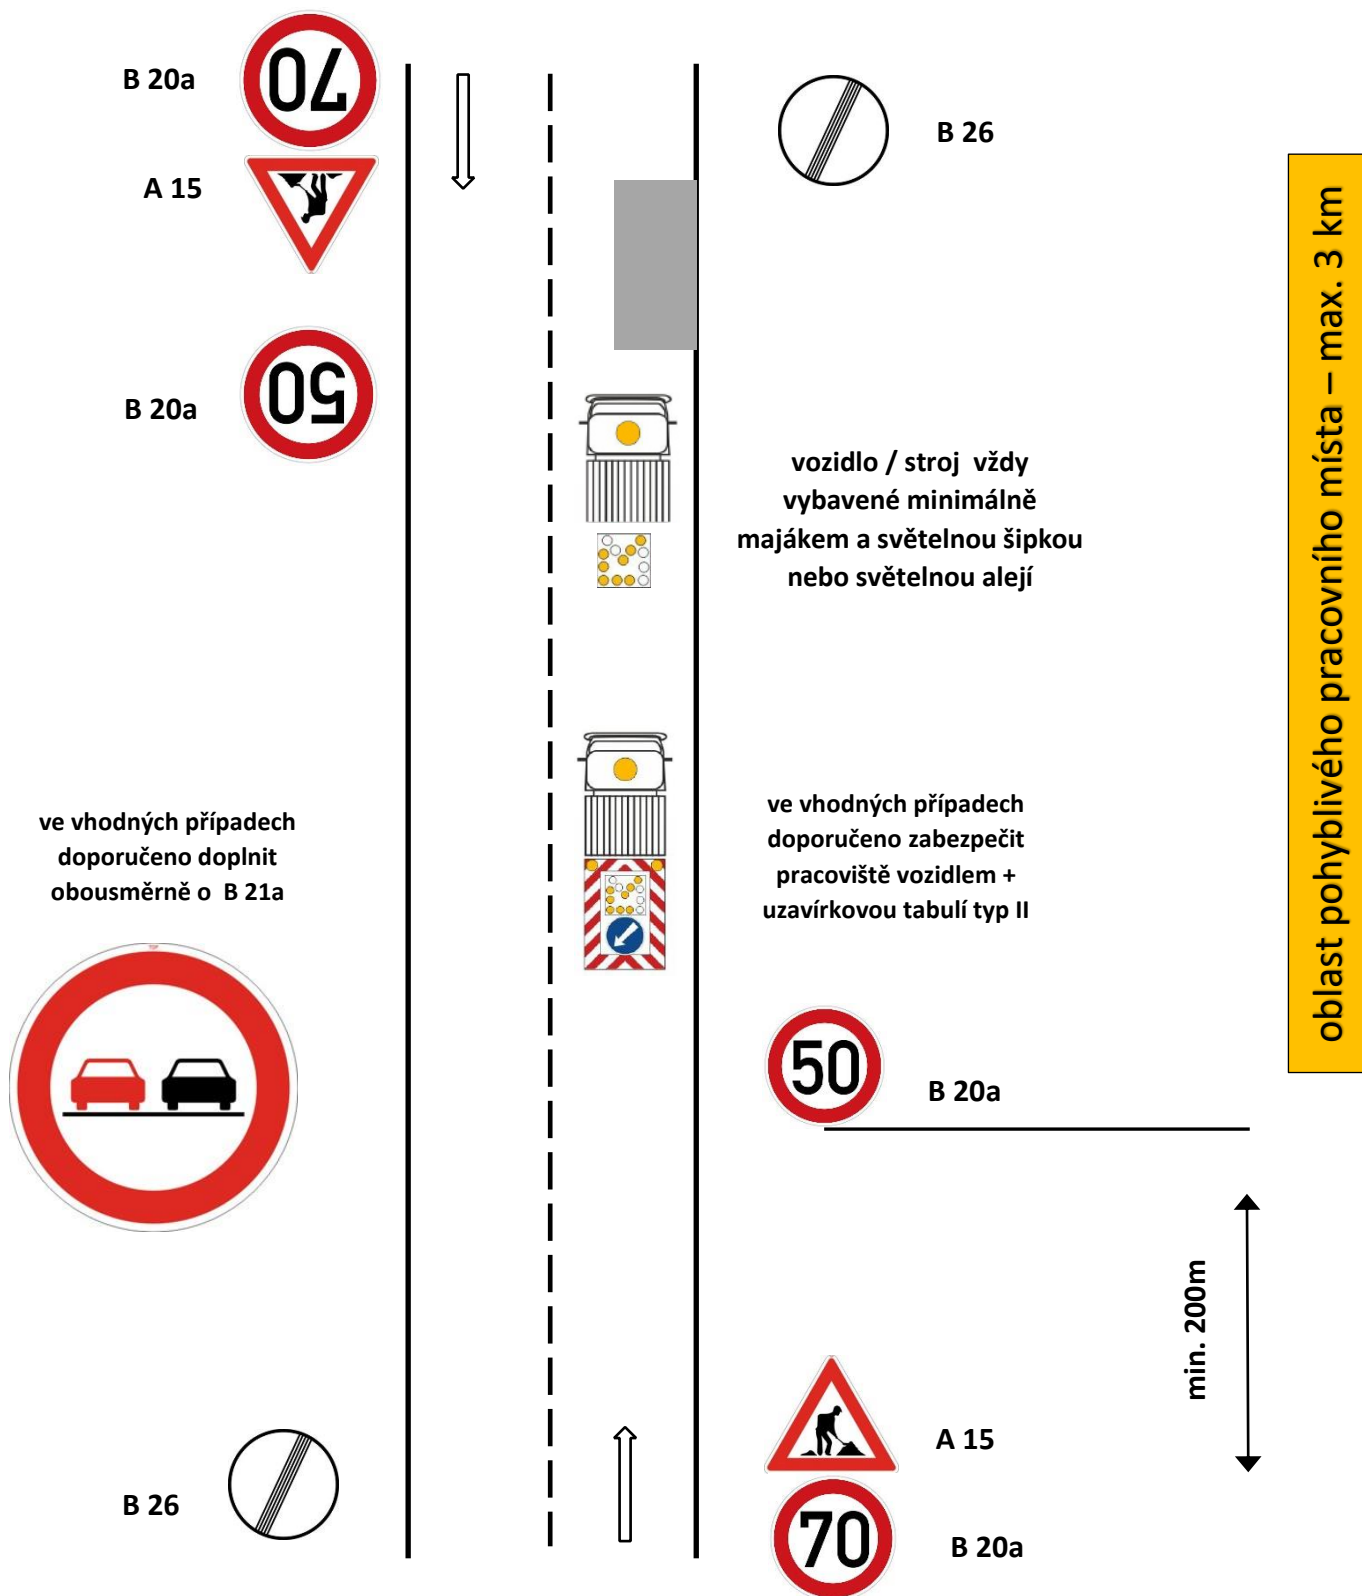 B 20a
70
A 15
B 20a
50
B 26
vozidlo / stroj vždy
vybavené minimálně
majákem a světelnou šipkou
nebo světelnou alejí
ve vhodných případech
doporučeno doplnit
obousměrně o B 21a
ve vhodných případech
doporučeno zabezpečit
pracoviště vozidlem +
uzavírkovou tabulí typ II
50
B 20a
min. 200m
A 15
70
B 20a
B 26
oblast pohyblivého pracovního místa – max. 3 km